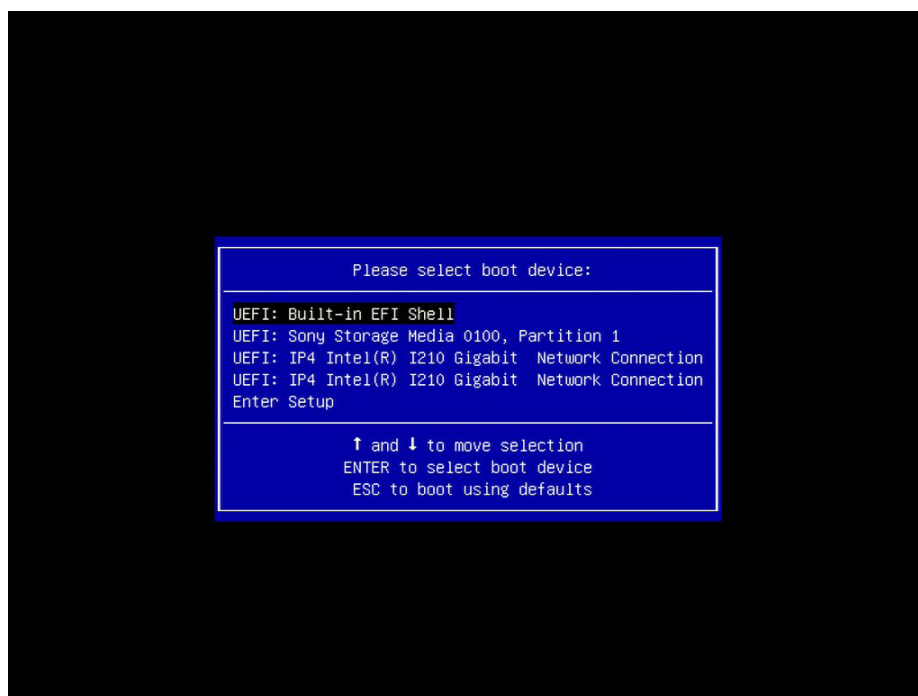 Please select boot device:
UEFI: Built-in EFI Shell
UEFI: Sony Storage Media 0100, Partition 1
UEFI: IP4 Intel(R) I210 Gigabit  Network Connection
UEFI: IP4 Intel(R) I210 Gigabit  Network Connection
Enter Setup
↑ and ↓ to move selection
ENTER to select boot device
ESC to boot using defaults